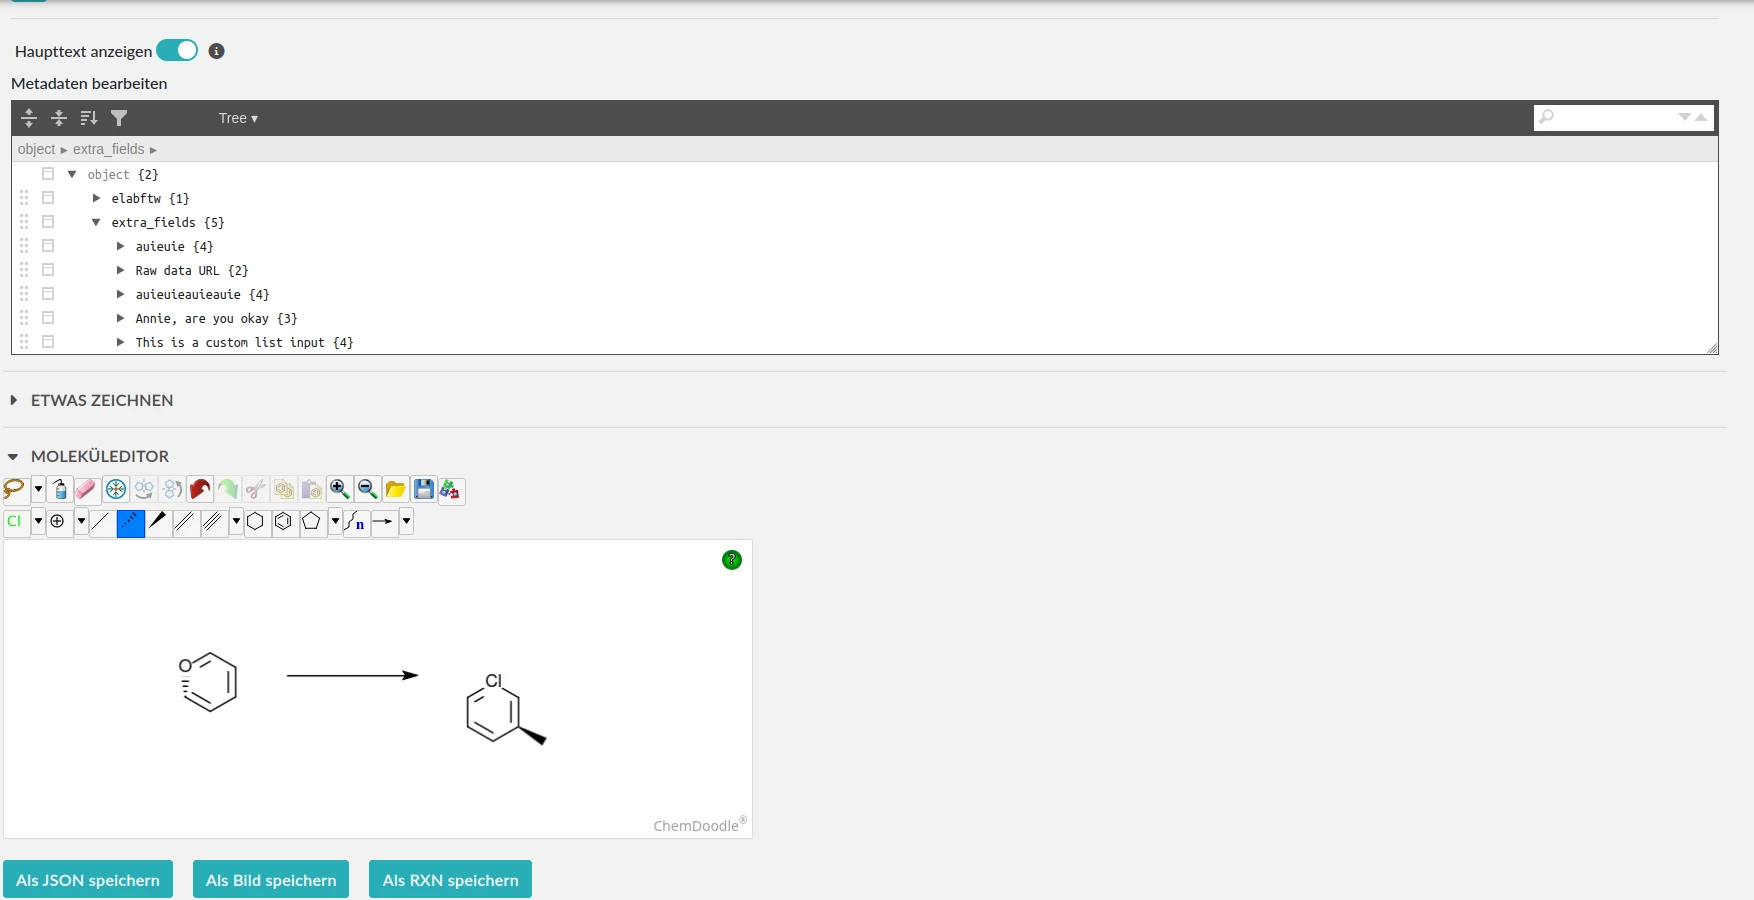 Haupttext anzeigen
Metadaten bearbeiten
Tree ▾
object ► extra_fields ►
object {2}
elabftw {1}
extra_fields {5}
auieuie {4}
Raw data URL {2}
auieuieauieauie {4}
Annie, are you okay {3}
This is a custom list input {4}
ETWAS ZEICHNEN
MOLEKÜLEDITOR
Cl
n
?
O
Cl
ChemDoodle®
Als JSON speichern Als Bild speichern Als RXN speichern